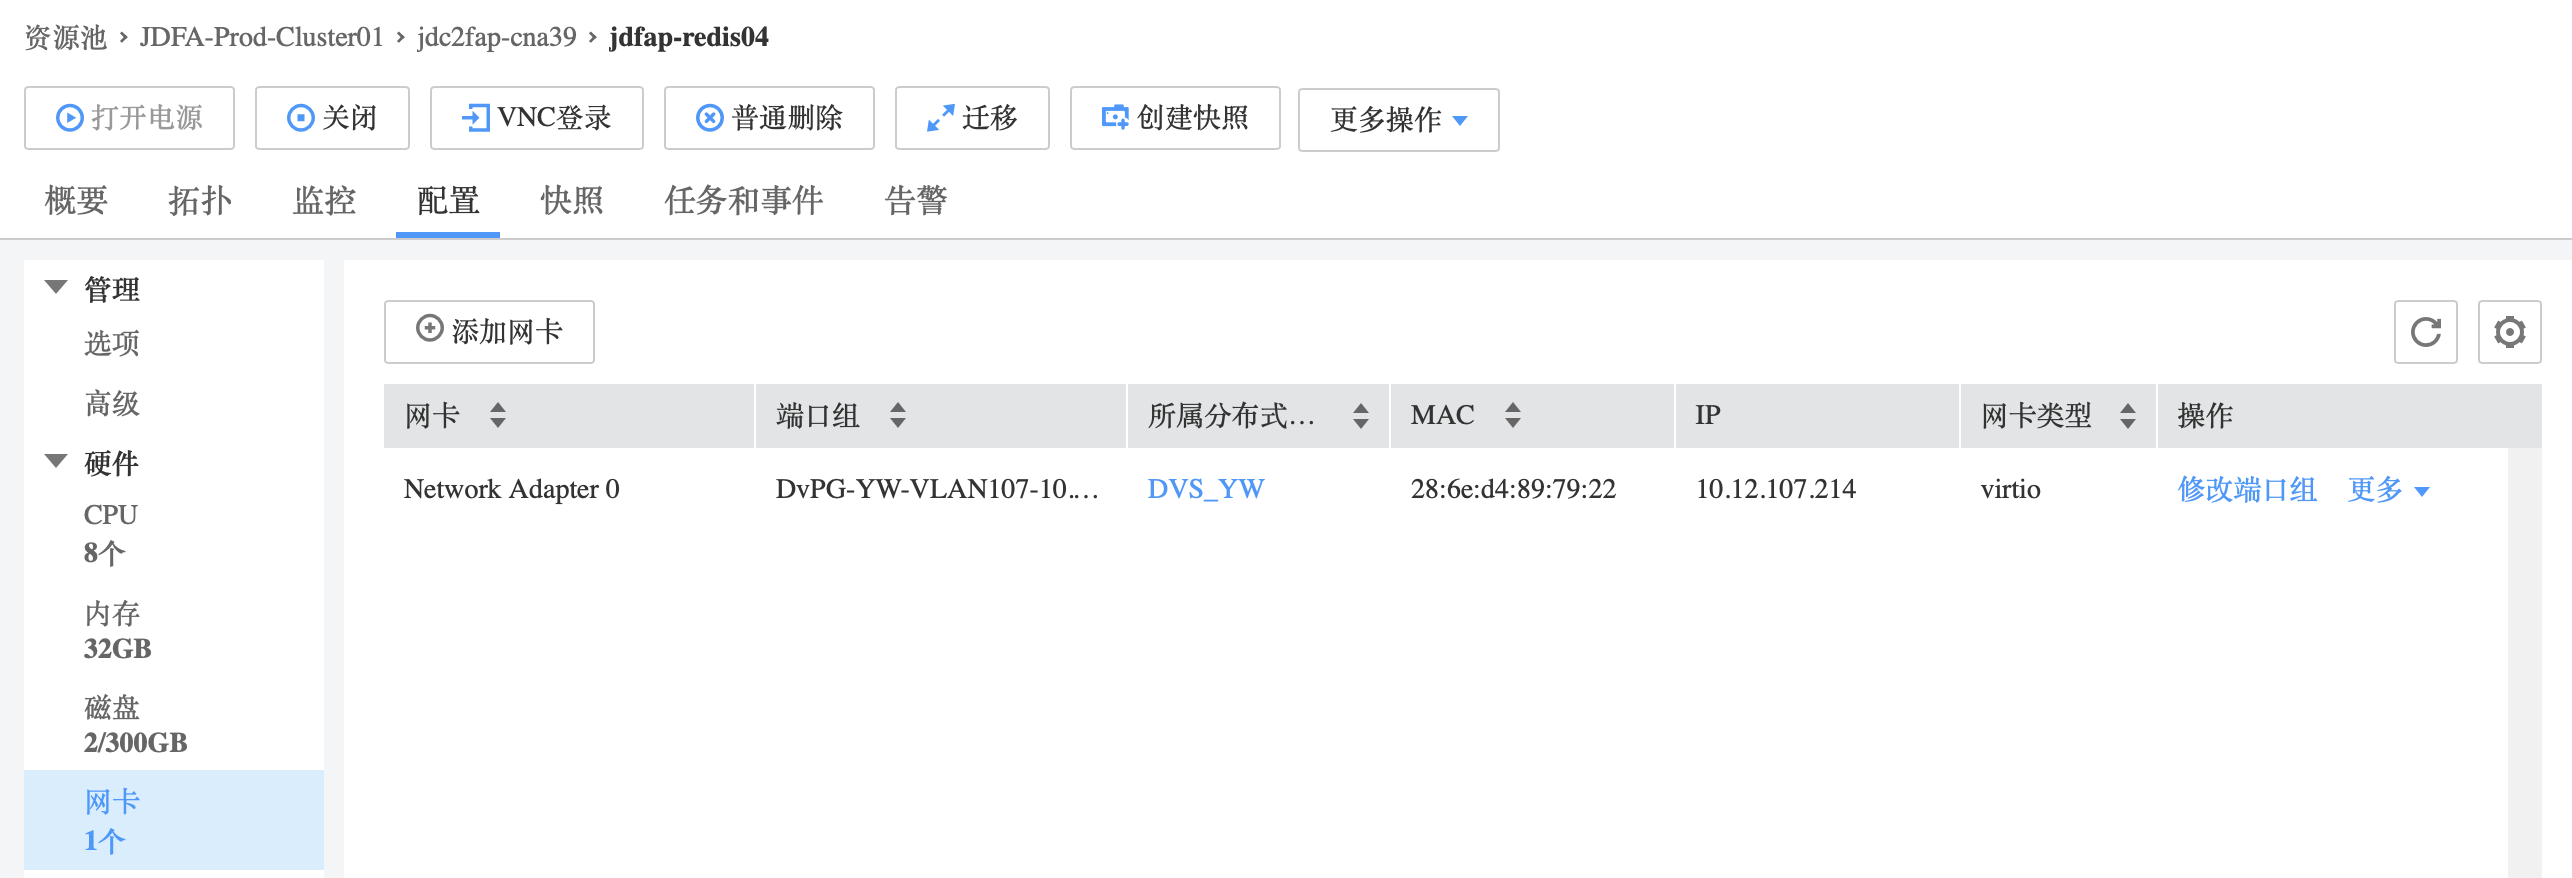 资源池 › JDFA-Prod-Cluster01 › jdc2fap-cna39 › jdfap-redis04
打开电源 关闭 VNC登录 普通删除 迁移 创建快照 更多操作
概要 拓扑 监控 配置 快照 任务和事件 告警
管理
选项
高级
硬件
CPU
8个
内存
32GB
磁盘
2/300GB
网卡
1个
添加网卡
网卡 端口组 所属分布式... MAC IP 网卡类型 操作
Network Adapter 0 DvPG-YW-VLAN107-10.... DVS_YW 28:6e:d4:89:79:22 10.12.107.214 virtio 修改端口组 更多